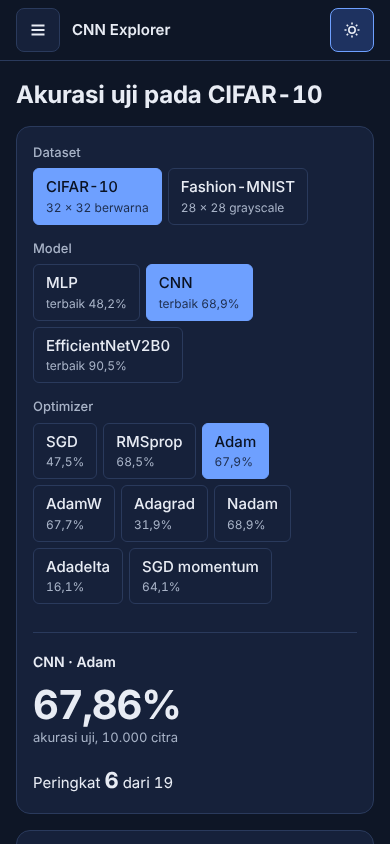 CNN Explorer
Akurasi uji pada CIFAR-10
Dataset
CIFAR-10
32 × 32 berwarna
Fashion-MNIST
28 × 28 grayscale
Model
MLP
terbaik 48,2%
CNN
terbaik 68,9%
EfficientNetV2B0
terbaik 90,5%
Optimizer
SGD
47,5%
RMSprop
68,5%
Adam
67,9%
AdamW
67,7%
Adagrad
31,9%
Nadam
68,9%
Adadelta
16,1%
SGD momentum
64,1%
CNN · Adam
67,86%
akurasi uji, 10.000 citra
Peringkat 6 dari 19